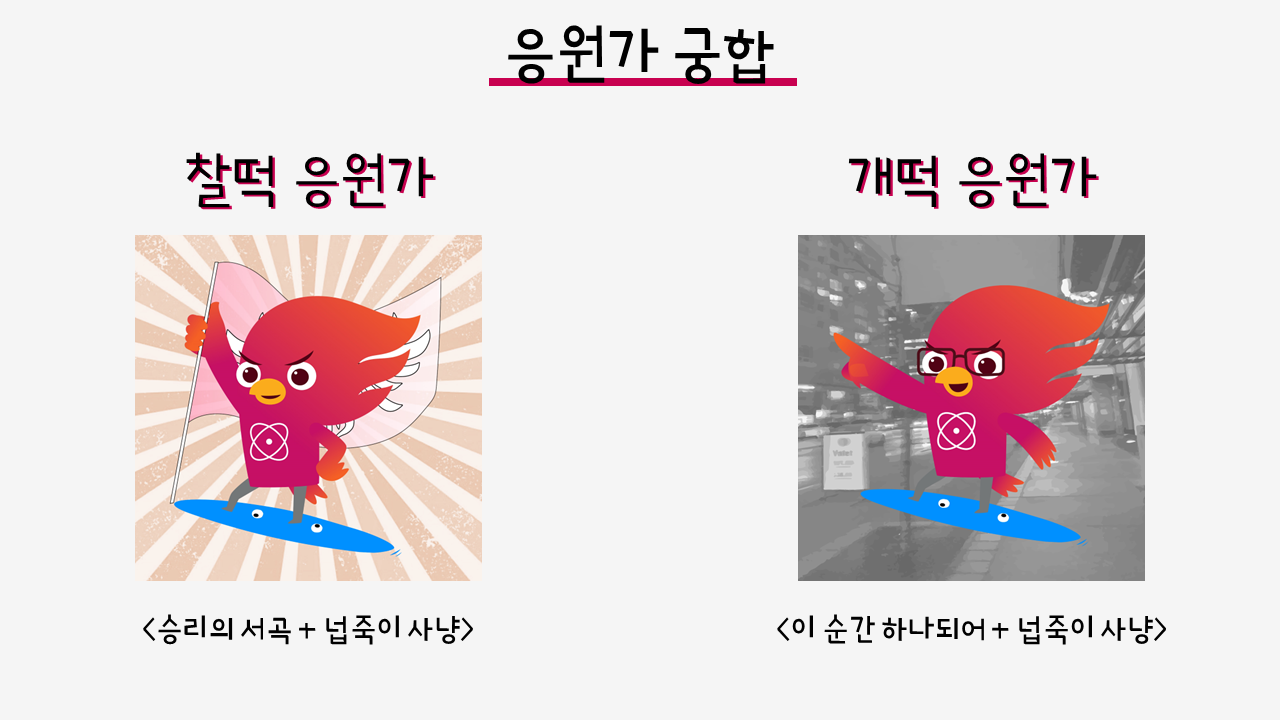 응원가 궁합
찰떡 응원가
개떡 응원가
<승리의 서곡 + 넙죽이 사냥>
<이 순간 하나되어 + 넙죽이 사냥>